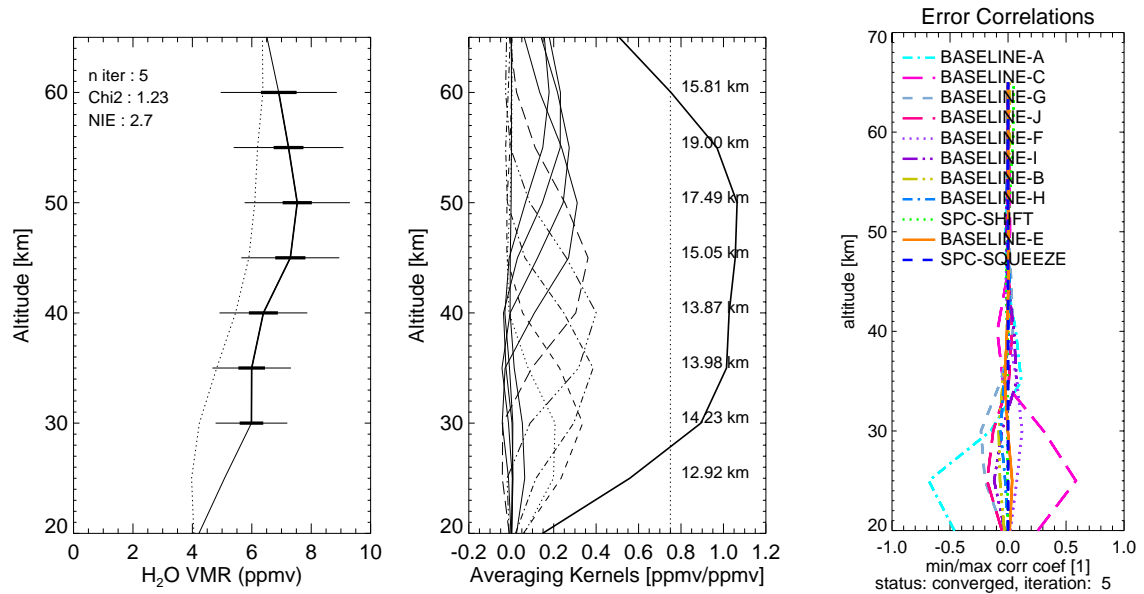 n iter : 5
Chi2 : 1.23
NIE : 2.7
60
50
40
30
20
Altitude [km]
0 2 4 6 8 10
H2O VMR (ppmv)
60
50
40
30
20
Altitude [km]
15.81 km
19.00 km
17.49 km
15.05 km
13.87 km
13.98 km
14.23 km
12.92 km
-0.2 0.0 0.2 0.4 0.6 0.8 1.0 1.2
Averaging Kernels [ppmv/ppmv]
Error Correlations
BASELINE-A
BASELINE-C
BASELINE-G
BASELINE-J
BASELINE-F
BASELINE-I
BASELINE-B
BASELINE-H
SPC-SHIFT
BASELINE-E
SPC-SQUEEZE
70
60
50
40
30
20
altitude [km]
-1.0 -0.5 0.0 0.5 1.0
min/max corr coef [1]
status: converged, iteration: 5